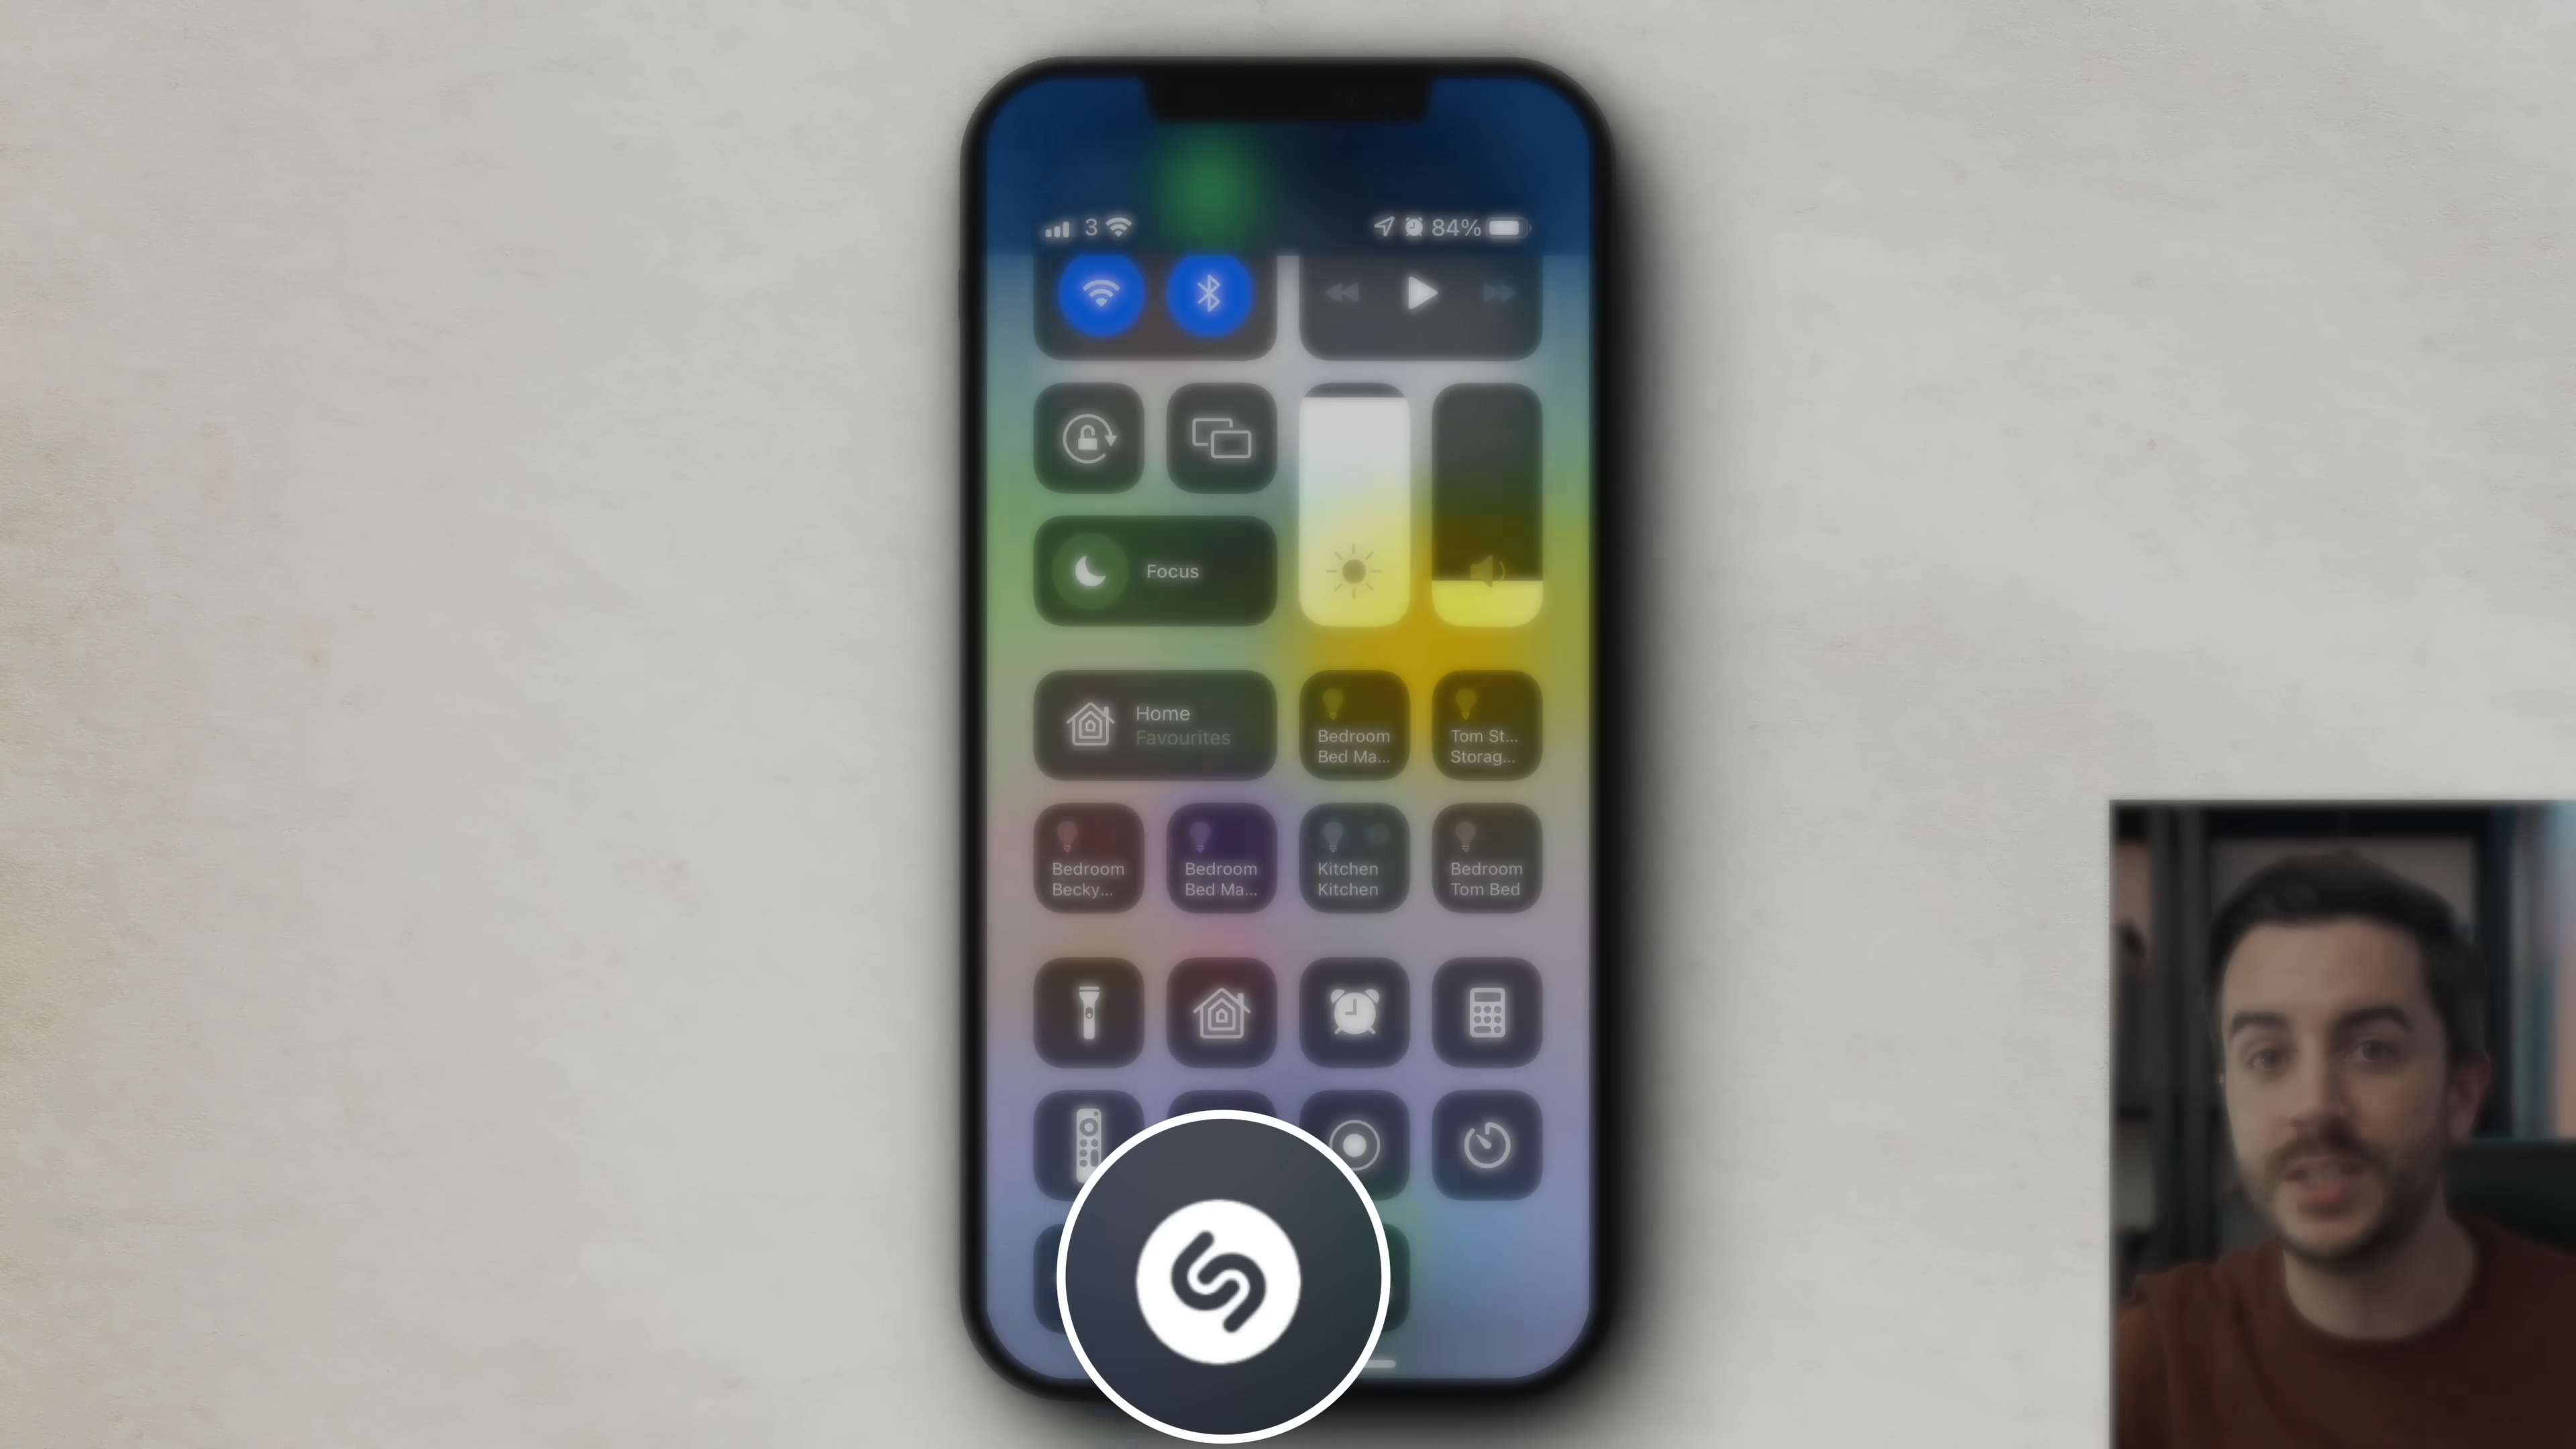 3 84%
Focus
Home
Favourites
Bedroom
Bed Ma...
Tom St...
Storag...
Bedroom
Becky...
Bedroom
Bed Ma...
Kitchen
Kitchen
Bedroom
Tom Bed